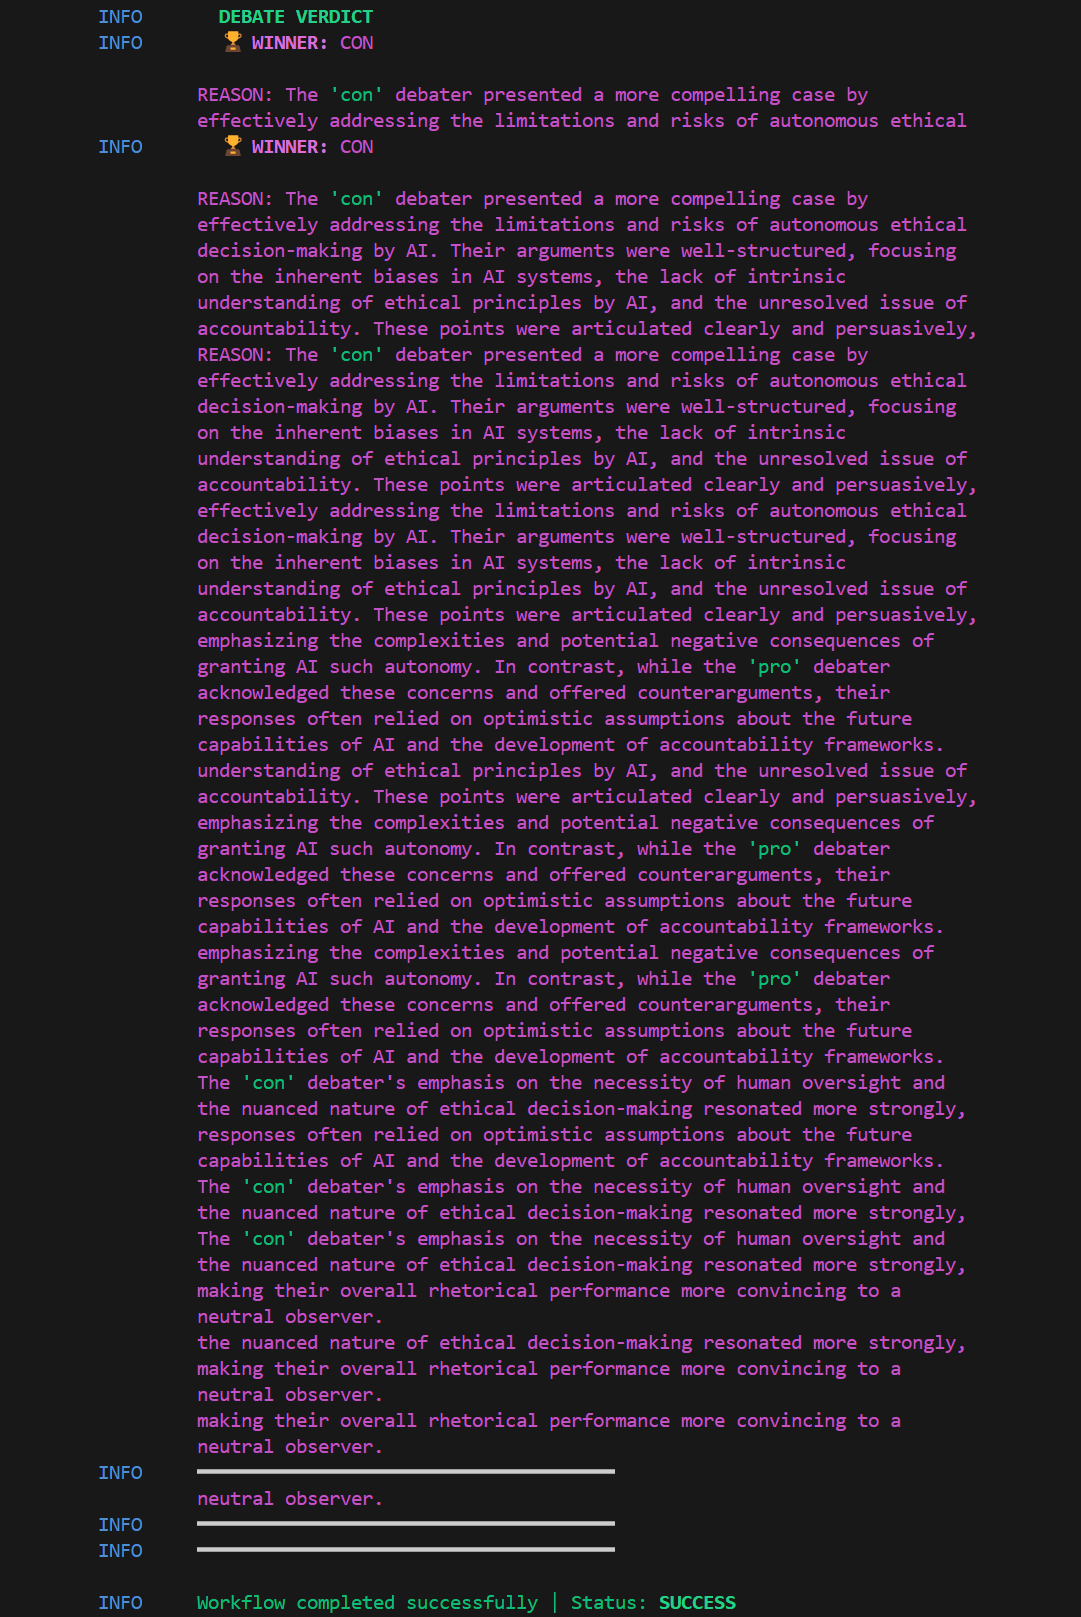 INFO DEBATE VERDICT
INFO 🏆 WINNER: CON
REASON: The 'con' debater presented a more compelling case by
effectively addressing the limitations and risks of autonomous ethical
INFO 🏆 WINNER: CON
REASON: The 'con' debater presented a more compelling case by
effectively addressing the limitations and risks of autonomous ethical
decision-making by AI. Their arguments were well-structured, focusing
on the inherent biases in AI systems, the lack of intrinsic
understanding of ethical principles by AI, and the unresolved issue of
accountability. These points were articulated clearly and persuasively,
REASON: The 'con' debater presented a more compelling case by
effectively addressing the limitations and risks of autonomous ethical
decision-making by AI. Their arguments were well-structured, focusing
on the inherent biases in AI systems, the lack of intrinsic
understanding of ethical principles by AI, and the unresolved issue of
accountability. These points were articulated clearly and persuasively,
effectively addressing the limitations and risks of autonomous ethical
decision-making by AI. Their arguments were well-structured, focusing
on the inherent biases in AI systems, the lack of intrinsic
understanding of ethical principles by AI, and the unresolved issue of
accountability. These points were articulated clearly and persuasively,
emphasizing the complexities and potential negative consequences of
granting AI such autonomy. In contrast, while the 'pro' debater
acknowledged these concerns and offered counterarguments, their
responses often relied on optimistic assumptions about the future
capabilities of AI and the development of accountability frameworks.
understanding of ethical principles by AI, and the unresolved issue of
accountability. These points were articulated clearly and persuasively,
emphasizing the complexities and potential negative consequences of
granting AI such autonomy. In contrast, while the 'pro' debater
acknowledged these concerns and offered counterarguments, their
responses often relied on optimistic assumptions about the future
capabilities of AI and the development of accountability frameworks.
emphasizing the complexities and potential negative consequences of
granting AI such autonomy. In contrast, while the 'pro' debater
acknowledged these concerns and offered counterarguments, their
responses often relied on optimistic assumptions about the future
capabilities of AI and the development of accountability frameworks.
The 'con' debater's emphasis on the necessity of human oversight and
the nuanced nature of ethical decision-making resonated more strongly,
responses often relied on optimistic assumptions about the future
capabilities of AI and the development of accountability frameworks.
The 'con' debater's emphasis on the necessity of human oversight and
the nuanced nature of ethical decision-making resonated more strongly,
The 'con' debater's emphasis on the necessity of human oversight and
the nuanced nature of ethical decision-making resonated more strongly,
making their overall rhetorical performance more convincing to a
neutral observer.
the nuanced nature of ethical decision-making resonated more strongly,
making their overall rhetorical performance more convincing to a
neutral observer.
making their overall rhetorical performance more convincing to a
neutral observer.
INFO
neutral observer.
INFO
INFO
INFO Workflow completed successfully | Status: SUCCESS